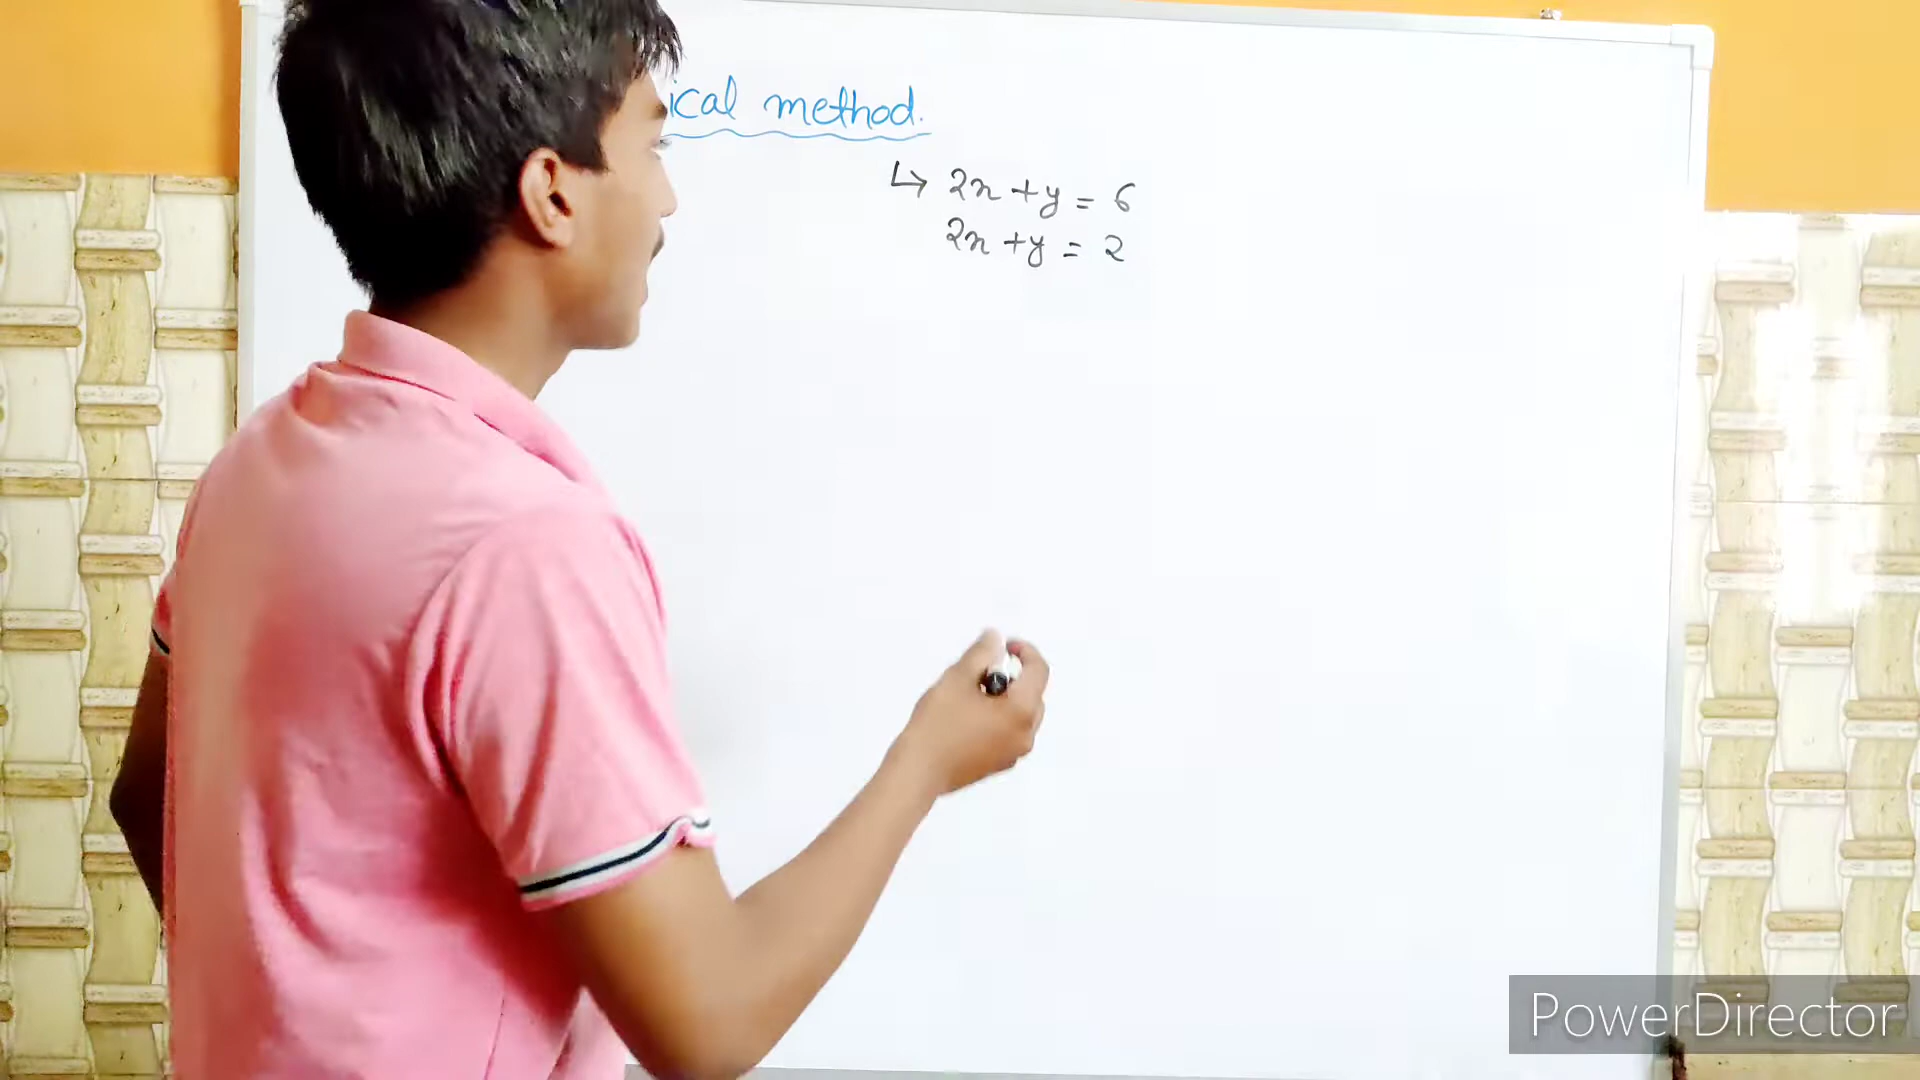 ical method.
↳ 2x + y = 6
2x + y = 2
PowerDirector